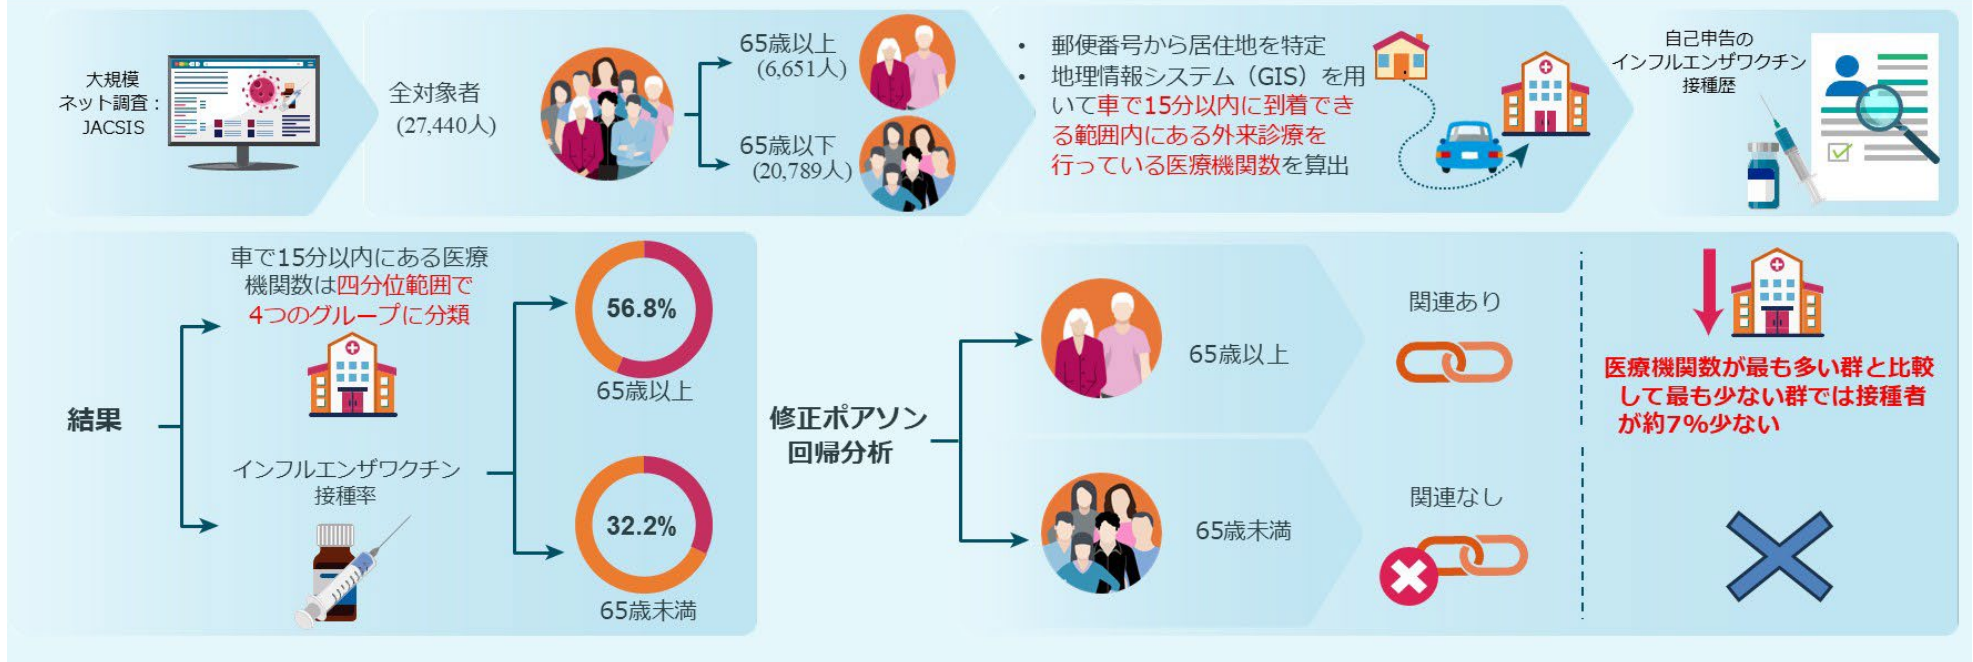 大規模
ネット調査：
JACSIS
全対象者
(27,440人)
65歳以上
(6,651人)
65歳以下
(20,789人)
• 郵便番号から居住地を特定
• 地理情報システム（GIS）を用
いて車で15分以内に到着でき
る範囲内にある外来診療を
行っている医療機関数を算出
自己申告の
インフルエンザワクチン
接種歴
結果
車で15分以内にある医療
機関数は四分位範囲で
4つのグループに分類
インフルエンザワクチン
接種率
56.8%
65歳以上
32.2%
65歳未満
修正ポアソン
回帰分析
65歳以上
関連あり
医療機関数が最も多い群と比較
して最も少ない群では接種者
が約7%少ない
65歳未満
関連なし